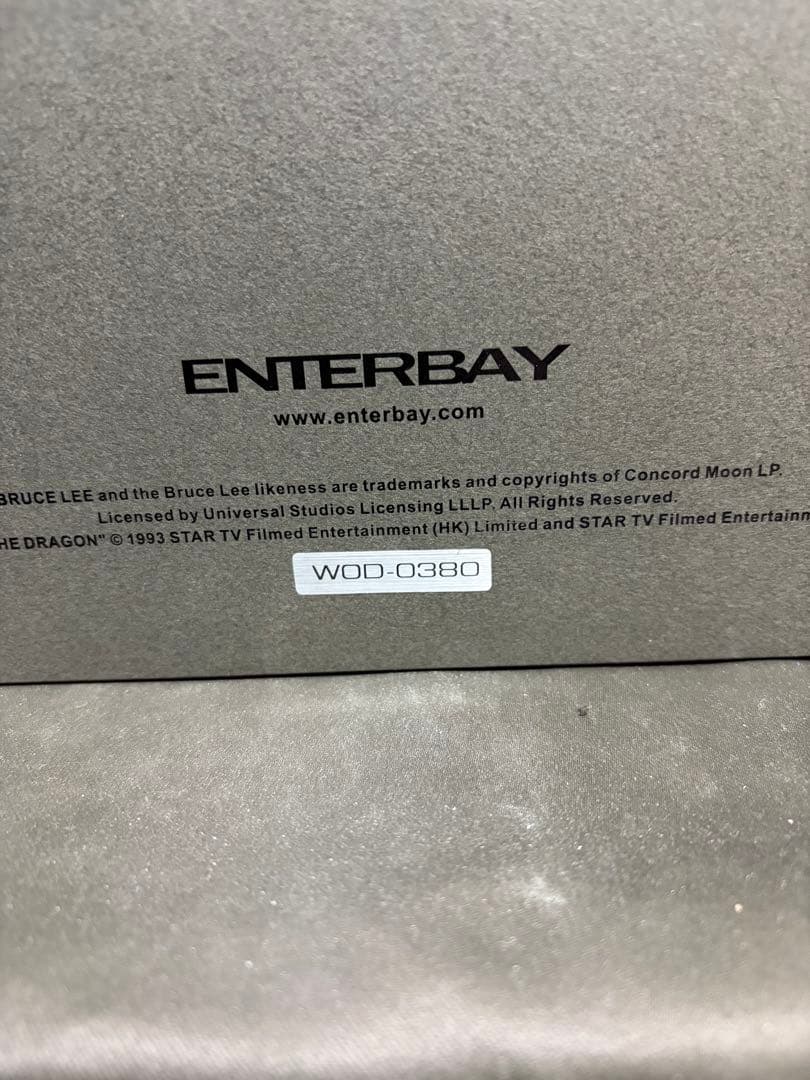 ENTERBAY
www.enterbay.com
BRUCE LEE and the Bruce Lee likeness are trademarks and copyrights of Concord Moon LP.
Licensed by Universal Studios Licensing LLLP. All Rights Reserved.
DRAGON" © 1993 STAR TV Filmed Entertainment (HK) Limited and STAR TV Filmed
WOD-0380